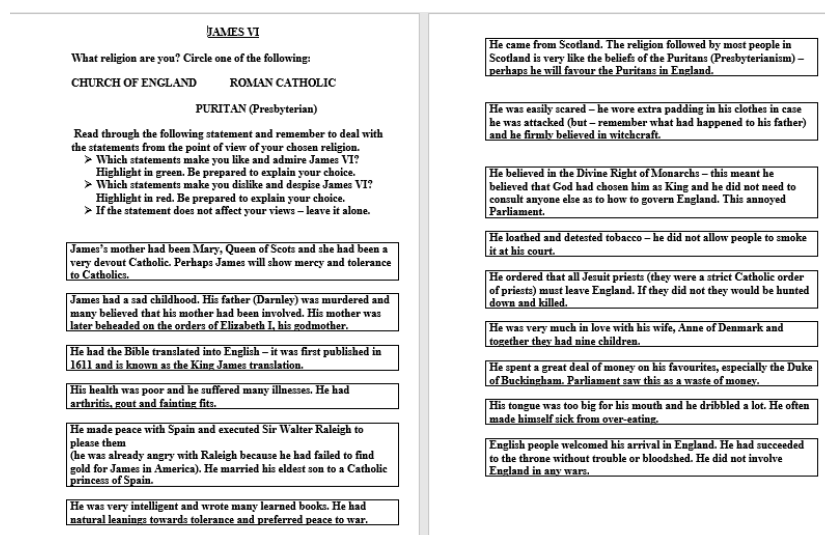 JAMES VI
What religion are you? Circle one of the following:
CHURCH OF ENGLAND ROMAN CATHOLIC
PURITAN (Presbyterian)
Read through the following statement and remember to deal with
the statements from the point of view of your chosen religion.
➢ Which statements make you like and admire James VI?
Highlight in green. Be prepared to explain your choice.
➢ Which statements make you dislike and despise James VI?
Highlight in red. Be prepared to explain your choice.
➢ If the statement does not affect your views – leave it alone.
James's mother had been Mary, Queen of Scots and she had been a
very devout Catholic. Perhaps James will show mercy and tolerance
to Catholics.
James had a sad childhood. His father (Darnley) was murdered and
many believed that his mother had been involved. His mother was
later beheaded on the orders of Elizabeth I, his godmother.
He had the Bible translated into English – it was first published in
1611 and is known as the King James translation.
His health was poor and he suffered many illnesses. He had
arthritis, gout and fainting fits.
He made peace with Spain and executed Sir Walter Raleigh to
please them
(he was already angry with Raleigh because he had failed to find
gold for James in America). He married his eldest son to a Catholic
princess of Spain.
He was very intelligent and wrote many learned books. He had
natural leanings towards tolerance and preferred peace to war.
He came from Scotland. The religion followed by most people in
Scotland is very like the beliefs of the Puritans (Presbyterianism) –
perhaps he will favour the Puritans in England.
He was easily scared – he wore extra padding in his clothes in case
he was attacked (but – remember what had happened to his father)
and he firmly believed in witchcraft.
He believed in the Divine Right of Monarchs – this meant he
believed that God had chosen him as King and he did not need to
consult anyone else as to how to govern England. This annoyed
Parliament.
He loathed and detested tobacco – he did not allow people to smoke
it at his court.
He ordered that all Jesuit priests (they were a strict Catholic order
of priests) must leave England. If they did not they would be hunted
down and killed.
He was very much in love with his wife, Anne of Denmark and
together they had nine children.
He spent a great deal of money on his favourites, especially the Duke
of Buckingham. Parliament saw this as a waste of money.
His tongue was too big for his mouth and he dribbled a lot. He often
made himself sick from over-eating.
English people welcomed his arrival in England. He had succeeded
to the throne without trouble or bloodshed. He did not involve
England in any wars.